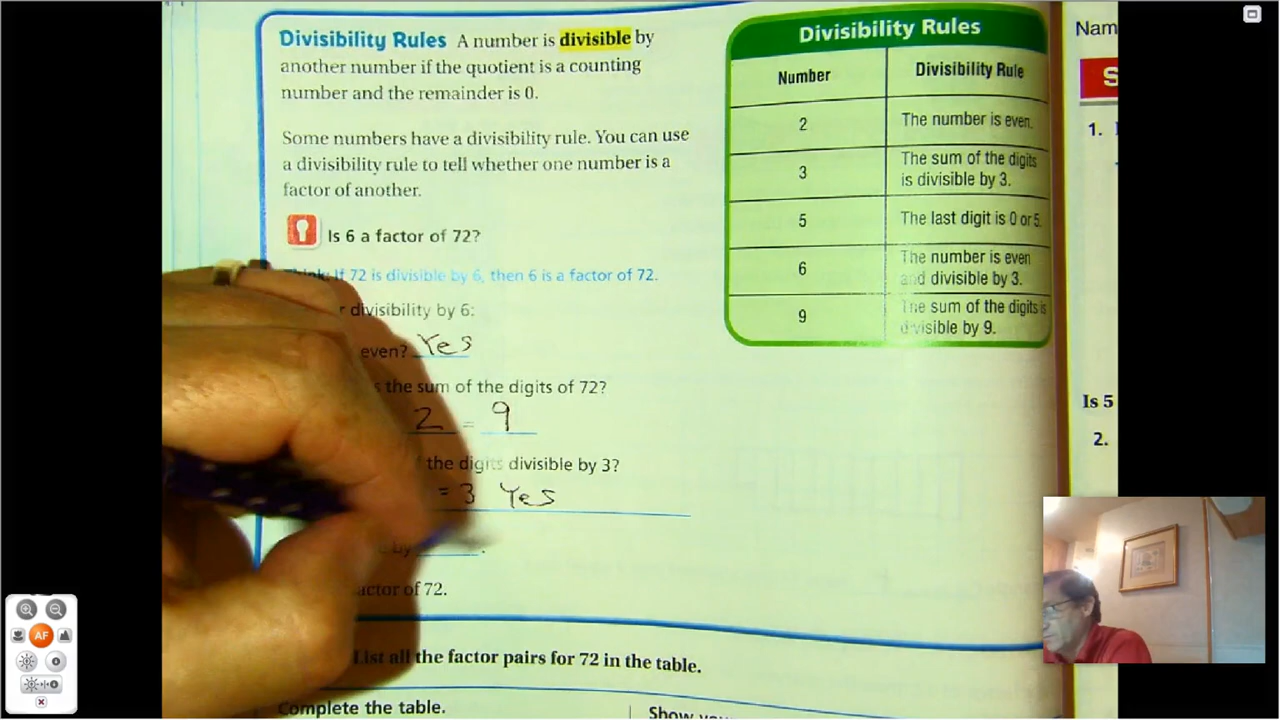 Divisibility Rules A number is divisible by
another number if the quotient is a counting
number and the remainder is 0.
Some numbers have a divisibility rule. You can use
a divisibility rule to tell whether one number is a
factor of another.
Is 6 a factor of 72?
Think: If 72 is divisible by 6, then 6 is a factor of 72.
divisibility by 6:
even? Yes
the sum of the digits of 72?
2 = 9
the digits divisible by 3?
= 3 Yes
by .
factor of 72.
List all the factor pairs for 72 in the table.
Complete the table.
Show
Divisibility Rules
Number Divisibility Rule
2 The number is even.
3 The sum of the digits
is divisible by 3.
5 The last digit is 0 or 5.
6 The number is even
and divisible by 3.
9 The sum of the digits is
divisible by 9.
Nam
S
1.
Is 5
2.
AF